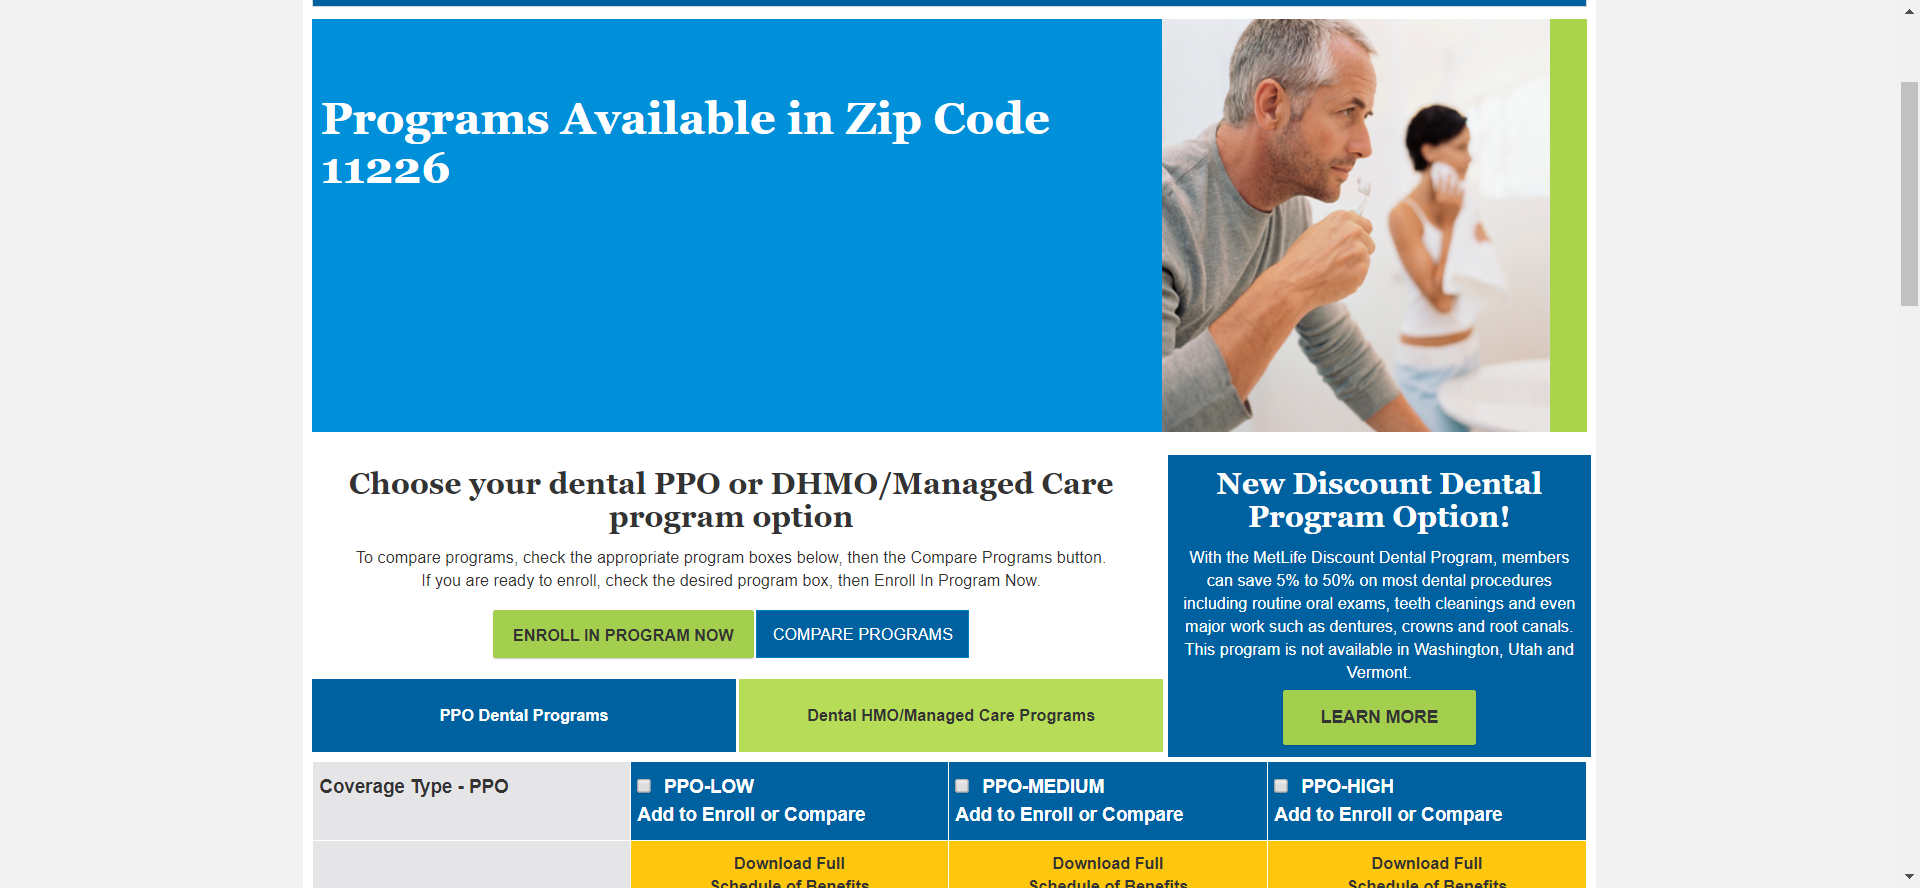 Programs Available in Zip Code
11226
Choose your dental PPO or DHMO/Managed Care
program option
To compare programs, check the appropriate program boxes below, then the Compare Programs button.
If you are ready to enroll, check the desired program box, then Enroll In Program Now.
ENROLL IN PROGRAM NOW
COMPARE PROGRAMS
New Discount Dental
Program Option!
With the MetLife Discount Dental Program, members
can save 5% to 50% on most dental procedures
including routine oral exams, teeth cleanings and even
major work such as dentures, crowns and root canals.
This program is not available in Washington, Utah and
Vermont.
LEARN MORE
PPO Dental Programs
Dental HMO/Managed Care Programs
Coverage Type - PPO
PPO-LOW
Add to Enroll or Compare
PPO-MEDIUM
Add to Enroll or Compare
PPO-HIGH
Add to Enroll or Compare
Download Full
Schedule of Benefits
Download Full
Schedule of Benefits
Download Full
Schedule of Benefits